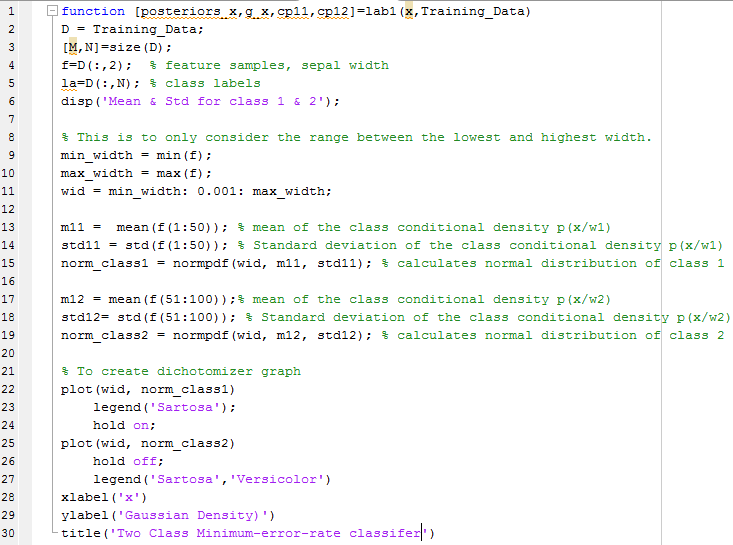 1 function [posteriors_x,g_x,cp11,cp12]=lab1(x,Training_Data)
2 D = Training_Data;
3 [M,N]=size(D);
4 f=D(:,2);  % feature samples, sepal width
5 la=D(:,N); % class labels
6 disp('Mean & Std for class 1 & 2');
7
8 % This is to only consider the range between the lowest and highest width.
9 min_width = min(f);
10 max_width = max(f);
11 wid = min_width: 0.001: max_width;
12
13 m11 =  mean(f(1:50)); % mean of the class conditional density p(x/w1)
14 std11 = std(f(1:50)); % Standard deviation of the class conditional density p(x/w1)
15 norm_class1 = normpdf(wid, m11, std11); % calculates normal distribution of class 1
16
17 m12 = mean(f(51:100));% mean of the class conditional density p(x/w2)
18 std12= std(f(51:100)); % Standard deviation of the class conditional density p(x/w2)
19 norm_class2 = normpdf(wid, m12, std12); % calculates normal distribution of class 2
20
21 % To create dichotomizer graph
22 plot(wid, norm_class1)
23     legend('Sartosa');
24     hold on;
25 plot(wid, norm_class2)
26     hold off;
27     legend('Sartosa','Versicolor')
28 xlabel('x')
29 ylabel('Gaussian Density)')
30 title('Two Class Minimum-error-rate classifer')